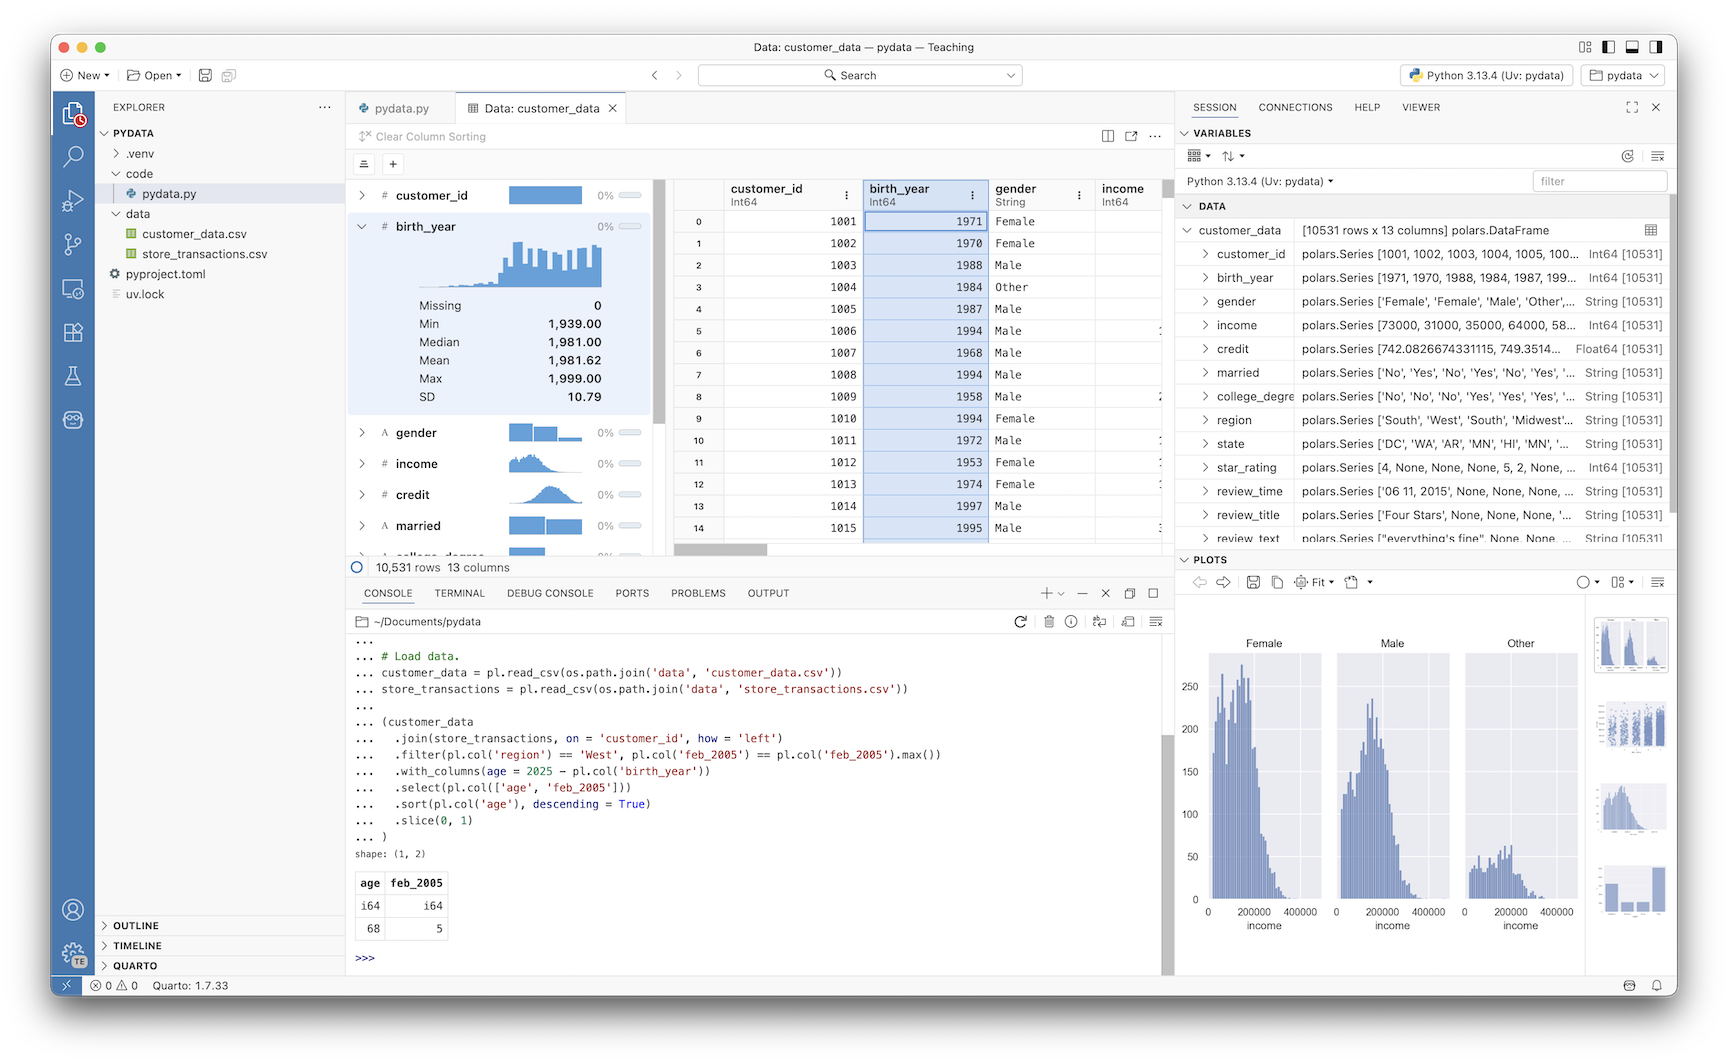 Data: customer_data — pydata — Teaching
New
Open
Search
Python 3.13.4 (Uv: pydata)
pydata
EXPLORER
PYDATA
.venv
code
pydata.py
data
customer_data.csv
store_transactions.csv
pyproject.toml
uv.lock
OUTLINE
TIMELINE
QUARTO
TE
pydata.py
Data: customer_data
Clear Column Sorting
# customer_id 0%
# birth_year 0%
Missing 0
Min 1,939.00
Median 1,981.00
Mean 1,981.62
Max 1,999.00
SD 10.79
A gender 0%
# income 0%
# credit 0%
A married 0%
college_degree 0%
customer_id birth_year gender income
Int64 Int64 String Int64
0 1001 1971 Female
1 1002 1970 Female
2 1003 1988 Male
3 1004 1984 Other
4 1005 1987 Male
5 1006 1994 Male
6 1007 1968 Male
7 1008 1994 Male
8 1009 1958 Male
9 1010 1994 Female
10 1011 1972 Male
11 1012 1953 Female
12 1013 1974 Female
13 1014 1997 Male
14 1015 1995 Male
10,531 rows 13 columns
CONSOLE TERMINAL DEBUG CONSOLE PORTS PROBLEMS OUTPUT
~/Documents/pydata
...
... # Load data.
... customer_data = pl.read_csv(os.path.join('data', 'customer_data.csv'))
... store_transactions = pl.read_csv(os.path.join('data', 'store_transactions.csv'))
...
... (customer_data
...   .join(store_transactions, on = 'customer_id', how = 'left')
...   .filter(pl.col('region') == 'West', pl.col('feb_2005') == pl.col('feb_2005').max())
...   .with_columns(age = 2025 - pl.col('birth_year'))
...   .select(pl.col(['age', 'feb_2005']))
...   .sort(pl.col('age'), descending = True)
...   .slice(0, 1)
... )
shape: (1, 2)
age feb_2005
i64 i64
68 5
>>>
SESSION CONNECTIONS HELP VIEWER
VARIABLES
Python 3.13.4 (Uv: pydata)
filter
DATA
customer_data [10531 rows x 13 columns] polars.DataFrame
customer_id polars.Series [1001, 1002, 1003, 1004, 1005, 100... Int64 [10531]
birth_year polars.Series [1971, 1970, 1988, 1984, 1987, 199... Int64 [10531]
gender polars.Series ['Female', 'Female', 'Male', 'Other',... String [10531]
income polars.Series [73000, 31000, 35000, 64000, 58... Int64 [10531]
credit polars.Series [742.0826674331115, 749.3514... Float64 [10531]
married polars.Series ['No', 'Yes', 'No', 'Yes', 'No', 'Yes', '... String [10531]
college_degre polars.Series ['No', 'No', 'No', 'Yes', 'Yes', 'Yes', '... String [10531]
region polars.Series ['South', 'West', 'South', 'Midwest'... String [10531]
state polars.Series ['DC', 'WA', 'AR', 'MN', 'HI', 'MN', '... String [10531]
star_rating polars.Series [4, None, None, None, 5, 2, None, ... Int64 [10531]
review_time polars.Series ['06 11, 2015', None, None, None, ... String [10531]
review_title polars.Series ['Four Stars', None, None, None, '... String [10531]
review_text polars.Series ["everything's fine", None, None, ... String [10531]
PLOTS
Fit
Female Male Other
250
200
150
100
50
0
0 200000 400000 0 200000 400000 0 200000 400000
income income income
0 0 Quarto: 1.7.33